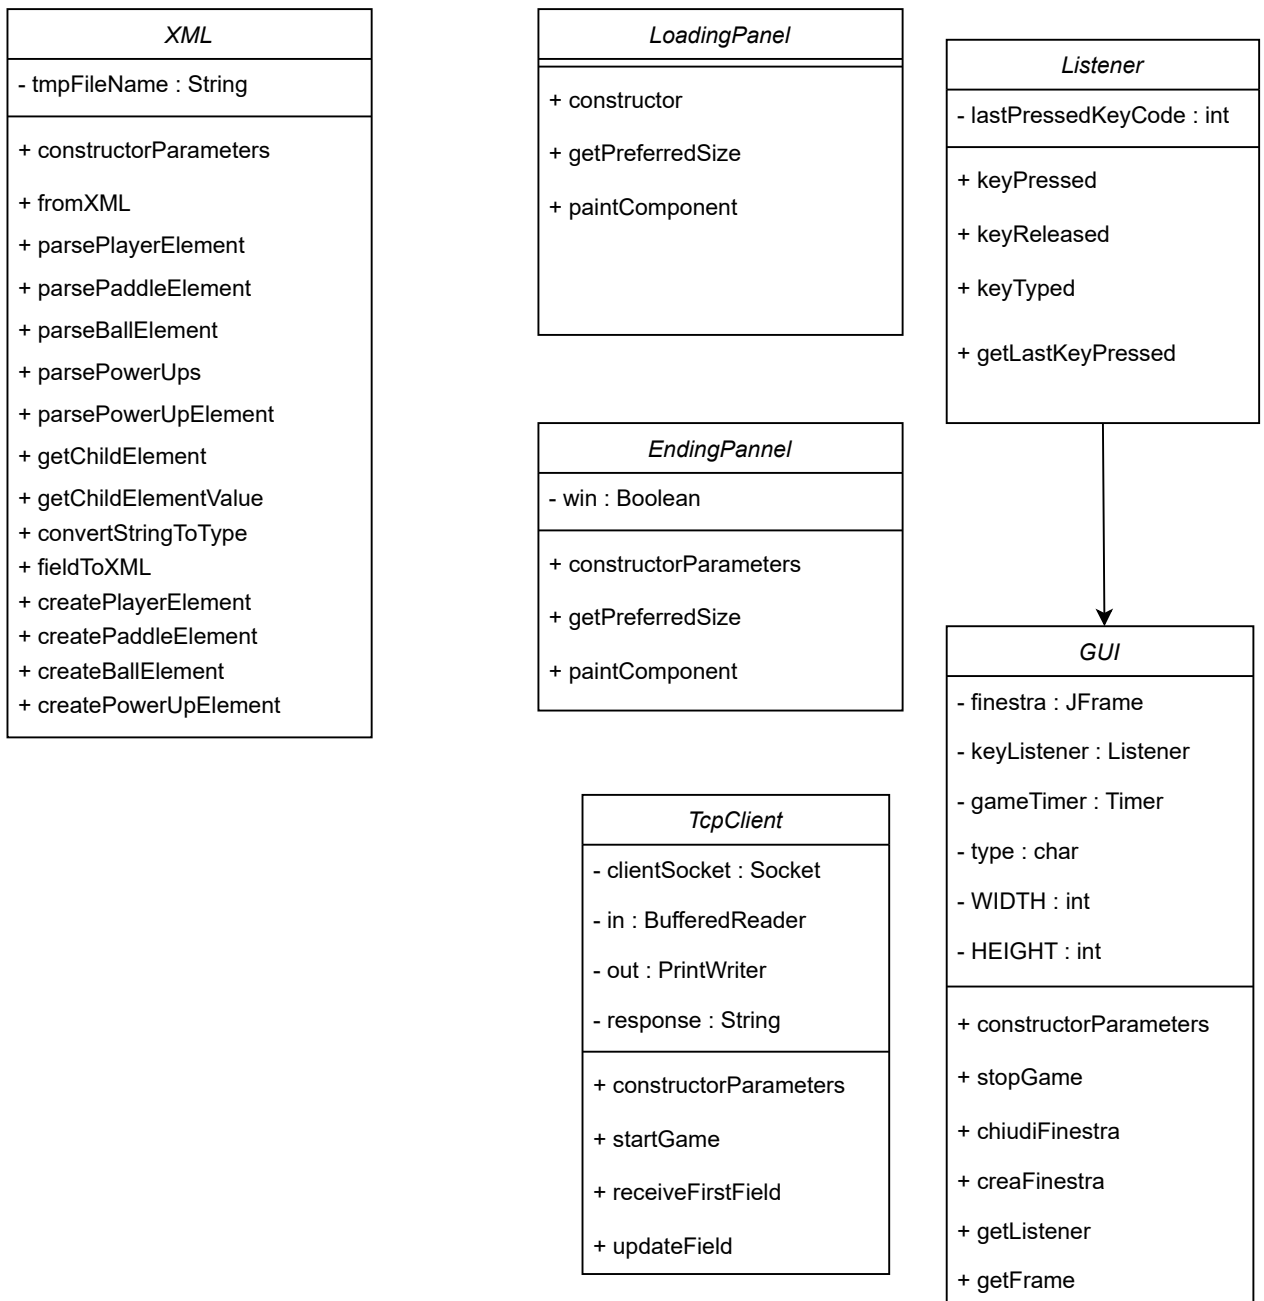 XML
- tmpFileName : String
+ constructorParameters
+ fromXML
+ parsePlayerElement
+ parsePaddleElement
+ parseBallElement
+ parsePowerUps
+ parsePowerUpElement
+ getChildElement
+ getChildElementValue
+ convertStringToType
+ fieldToXML
+ createPlayerElement
+ createPaddleElement
+ createBallElement
+ createPowerUpElement
LoadingPanel
+ constructor
+ getPreferredSize
+ paintComponent
EndingPannel
- win : Boolean
+ constructorParameters
+ getPreferredSize
+ paintComponent
TcpClient
- clientSocket : Socket
- in : BufferedReader
- out : PrintWriter
- response : String
+ constructorParameters
+ startGame
+ receiveFirstField
+ updateField
Listener
- lastPressedKeyCode : int
+ keyPressed
+ keyReleased
+ keyTyped
+ getLastKeyPressed
GUI
- finestra : JFrame
- keyListener : Listener
- gameTimer : Timer
- type : char
- WIDTH : int
- HEIGHT : int
+ constructorParameters
+ stopGame
+ chiudiFinestra
+ creaFinestra
+ getListener
+ getFrame